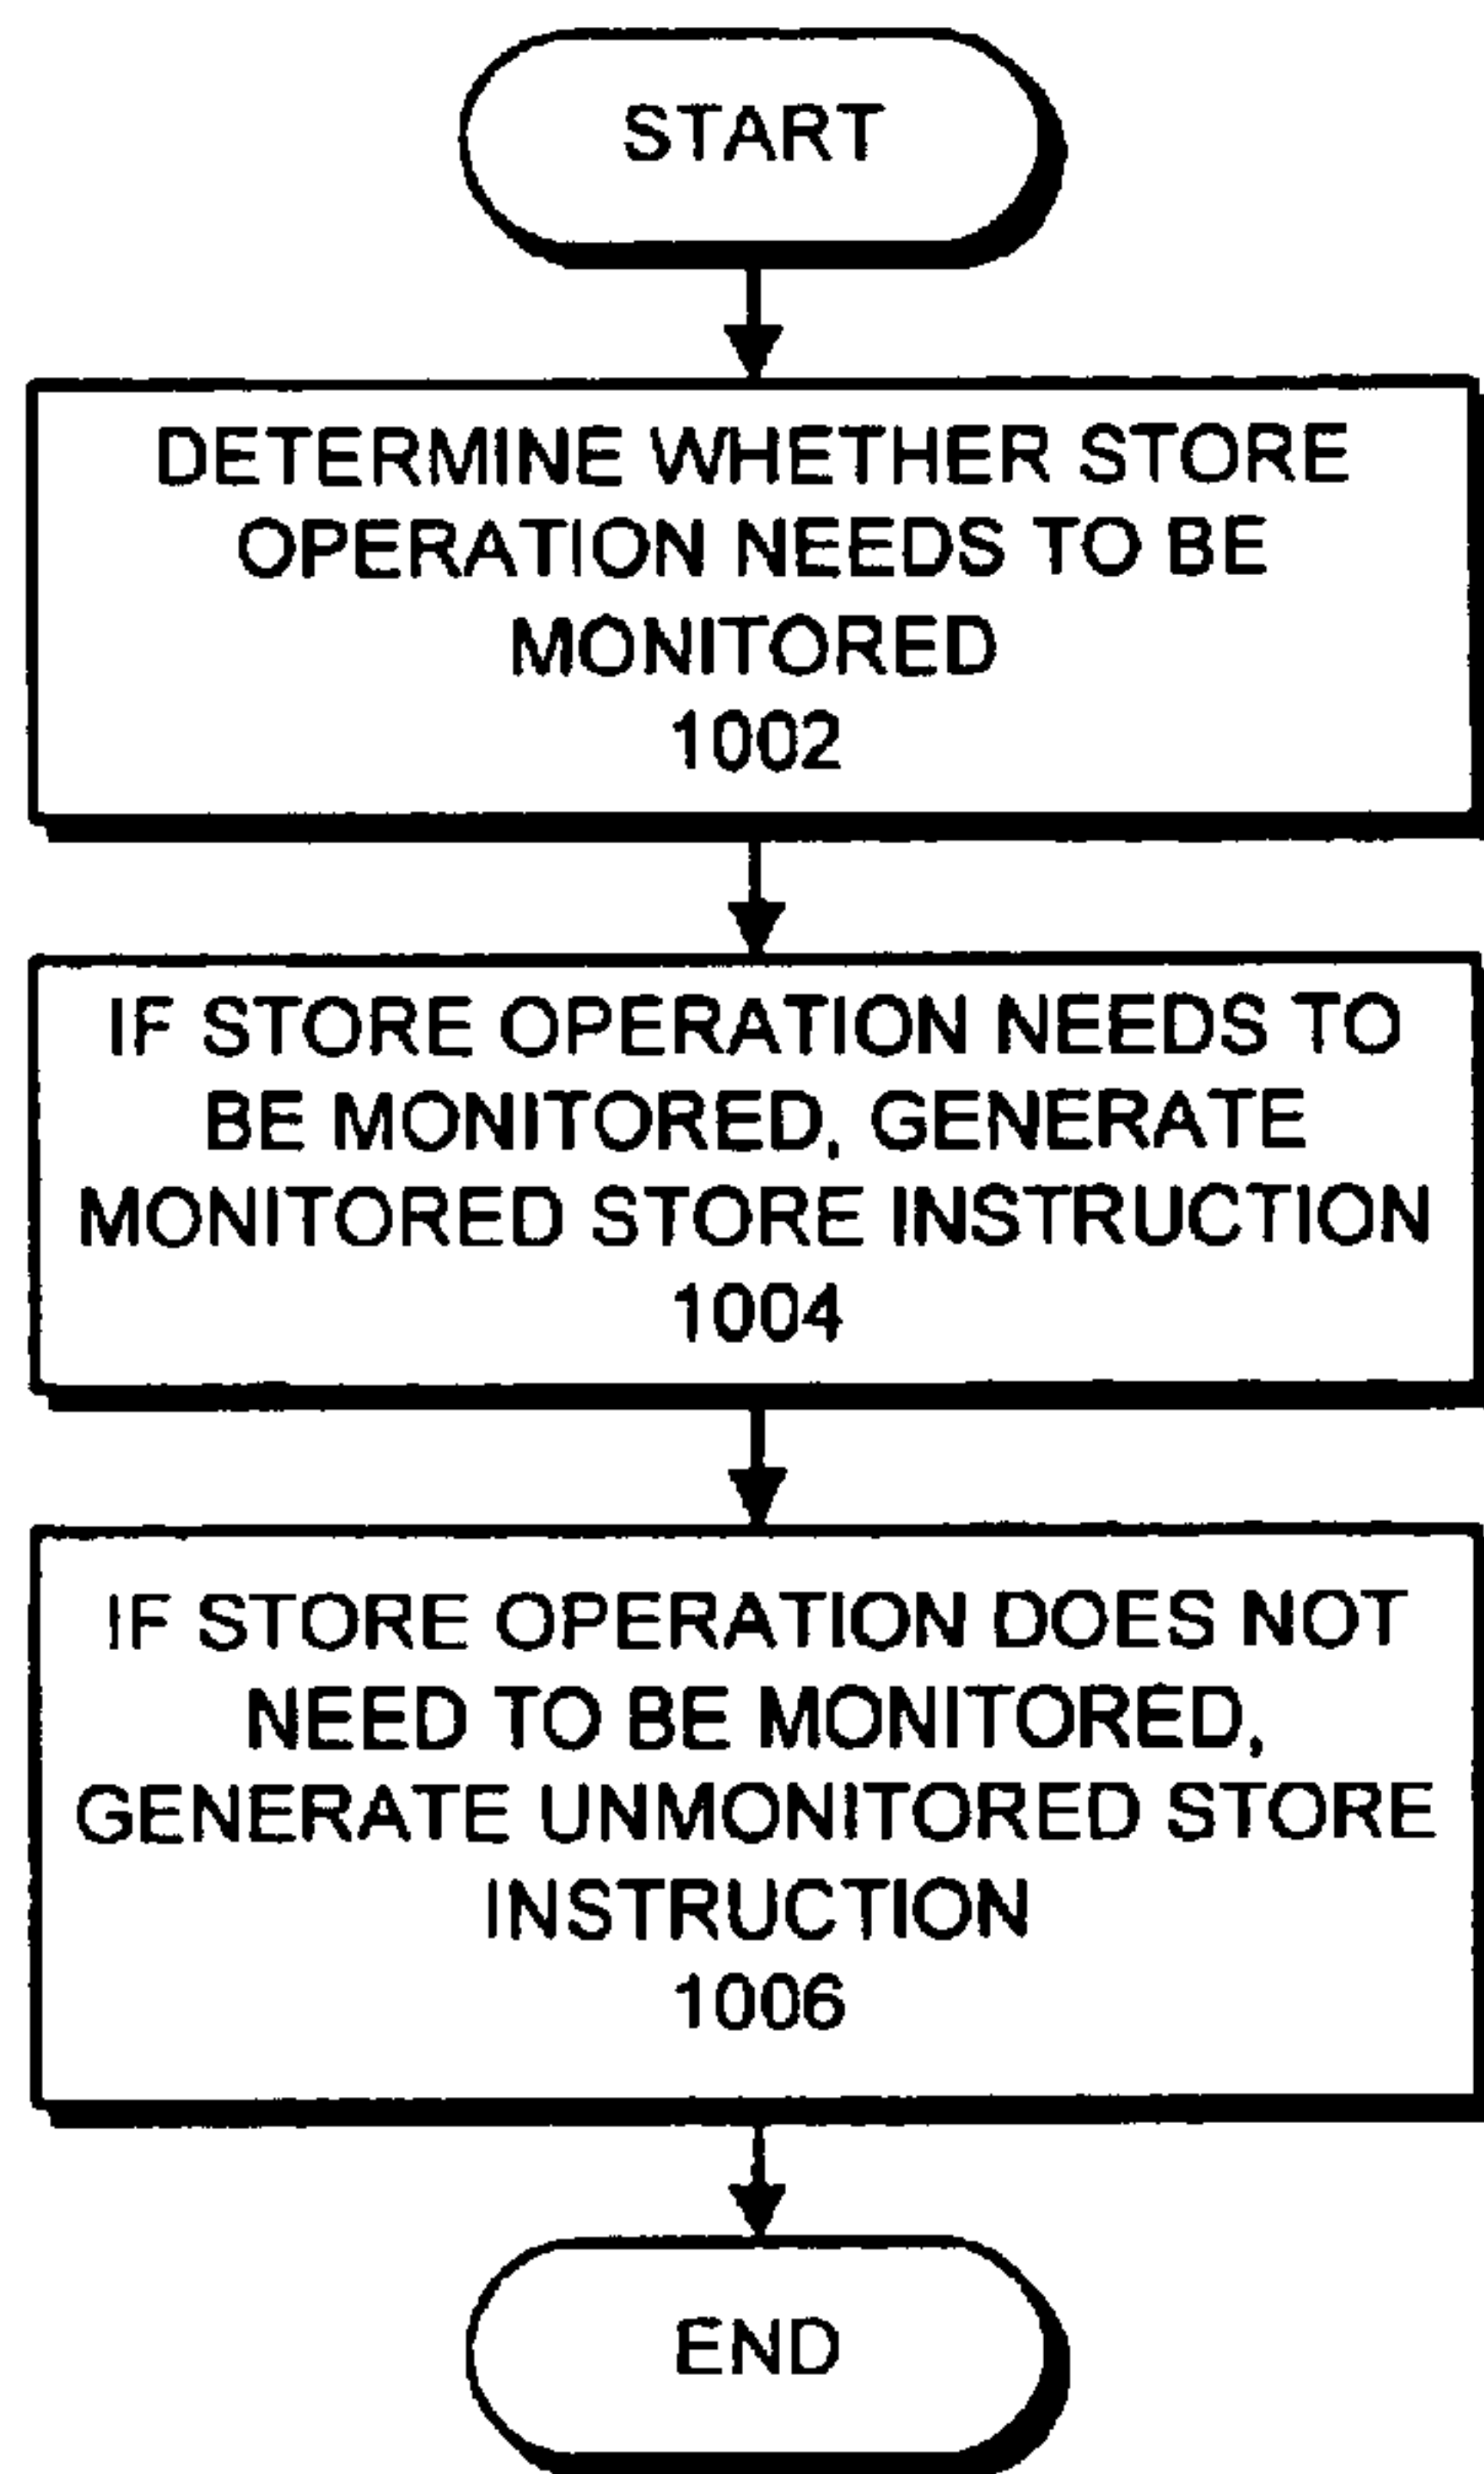 START
DETERMINE WHETHER STORE
OPERATION NEEDS TO BE
MONITORED
1002
IF STORE OPERATION NEEDS TO
BE MONITORED, GENERATE
MONITORED STORE INSTRUCTION
1004
IF STORE OPERATION DOES NOT
NEED TO BE MONITORED,
GENERATE UNMONITORED STORE
INSTRUCTION
1006
END